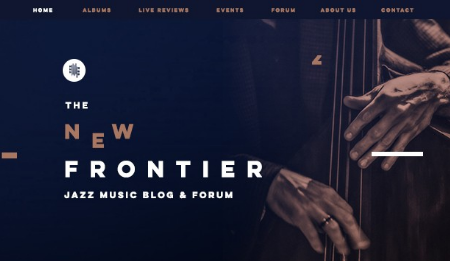 HOME ALBUMS LIVE REVIEWS EVENTS FORUM ABOUT US CONTACT
THE
NEW
FRONTIER
JAZZ MUSIC BLOG & FORUM